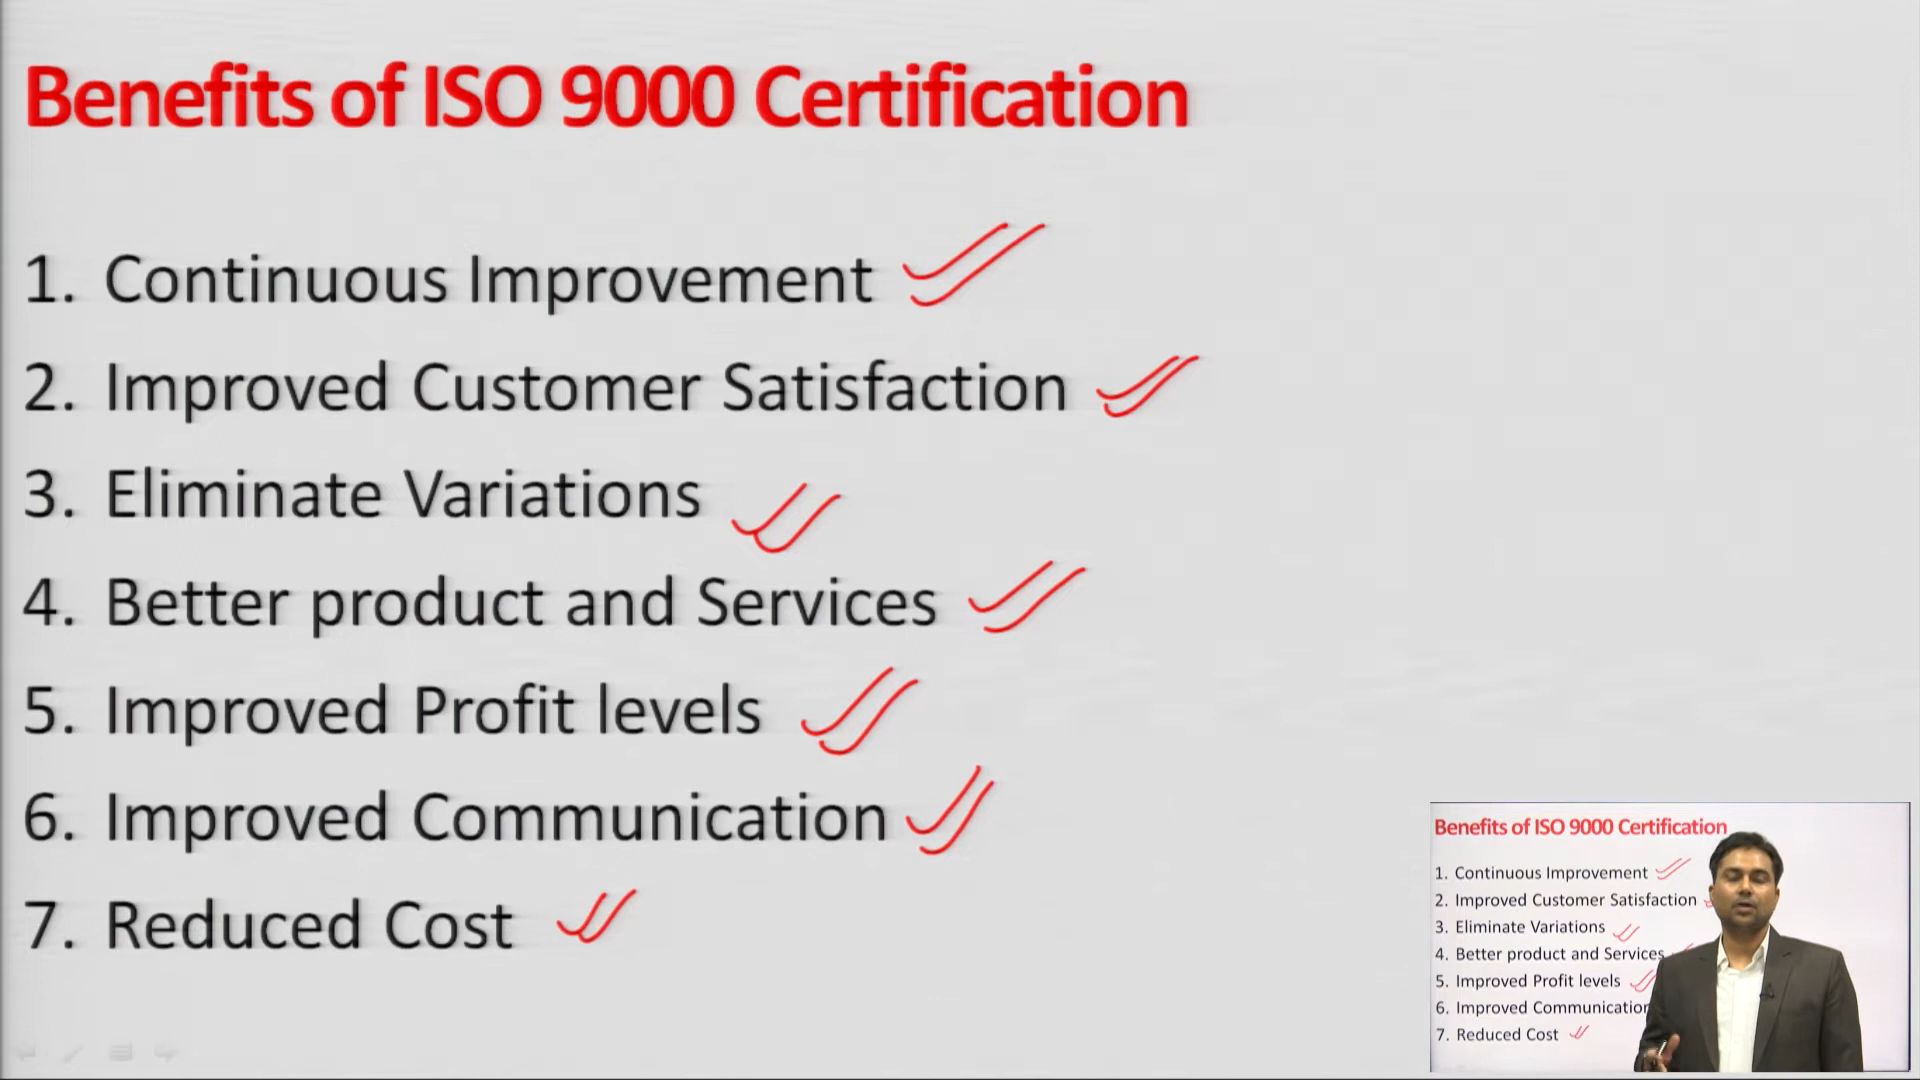 Benefits of ISO 9000 Certification
1. Continuous Improvement
2. Improved Customer Satisfaction
3. Eliminate Variations
4. Better product and Services
5. Improved Profit levels
6. Improved Communication
7. Reduced Cost
Benefits of ISO 9000 Certification
1. Continuous Improvement
2. Improved Customer Satisfaction
3. Eliminate Variations
4. Better product and Services
5. Improved Profit levels
6. Improved Communication
7. Reduced Cost